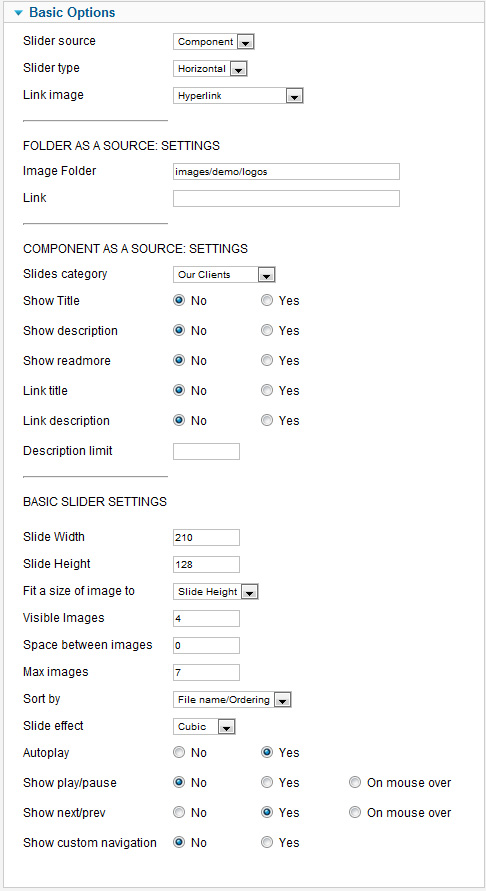 Basic Options
Slider source Component
Slider type Horizontal
Link image Hyperlink
FOLDER AS A SOURCE: SETTINGS
Image Folder images/demo/logos
Link
COMPONENT AS A SOURCE: SETTINGS
Slides category Our Clients
Show Title No Yes
Show description No Yes
Show readmore No Yes
Link title No Yes
Link description No Yes
Description limit
BASIC SLIDER SETTINGS
Slide Width 210
Slide Height 128
Fit a size of image to Slide Height
Visible Images 4
Space between images 0
Max images 7
Sort by File name/Ordering
Slide effect Cubic
Autoplay No Yes
Show play/pause No Yes On mouse over
Show next/prev No Yes On mouse over
Show custom navigation No Yes